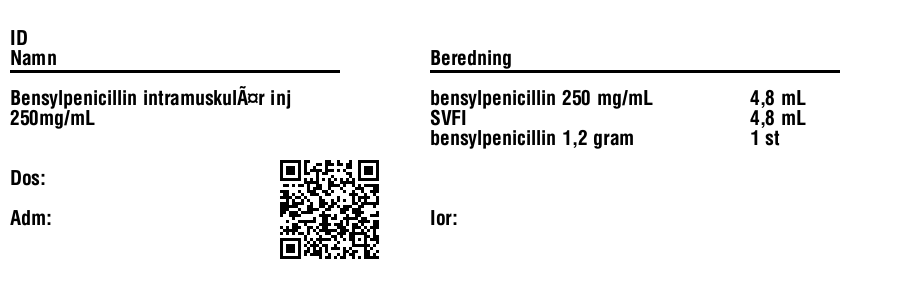 ID
Namn
Beredning
Bensylpenicillin intramuskulÃ¤r inj
250mg/mL
bensylpenicillin 250 mg/mL 4,8 mL
SVFI 4,8 mL
bensylpenicillin 1,2 gram 1 st
Dos:
Adm:
Ior: